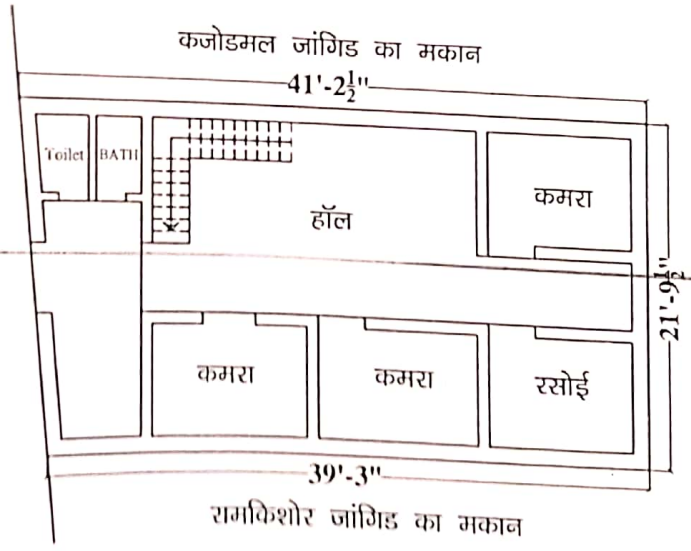 कजोडमल जांगिड का मकान
41'-2½"
Toilet
BATH
कमरा
हॉल
21'-9½"
कमरा
कमरा
रसोई
39'-3"
रामकिशोर जांगिड का मकान